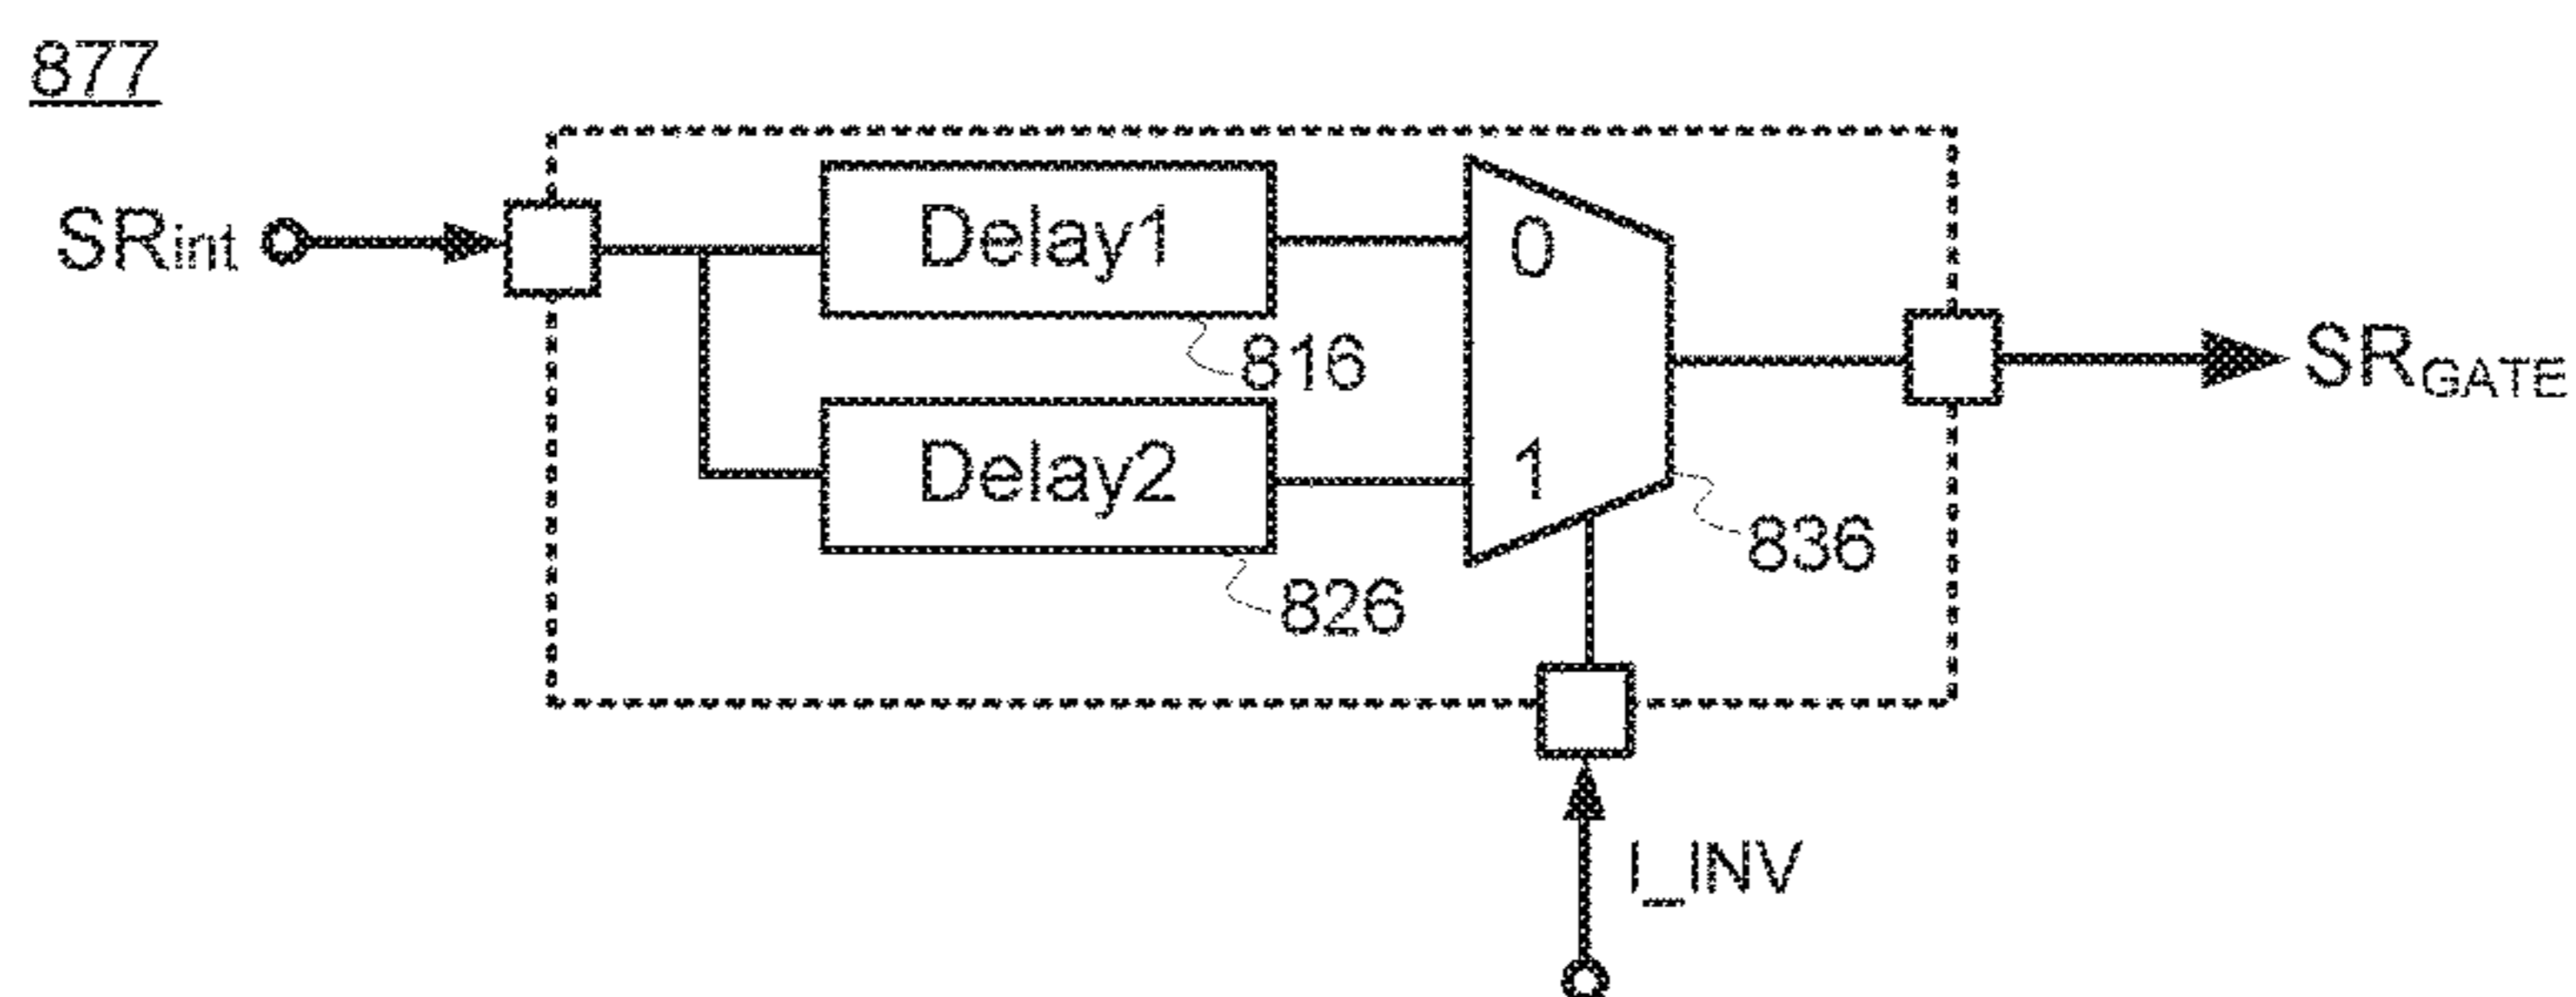 877
SRint
Delay1
0
816
SRGATE
Delay2
1
836
826
I_INV